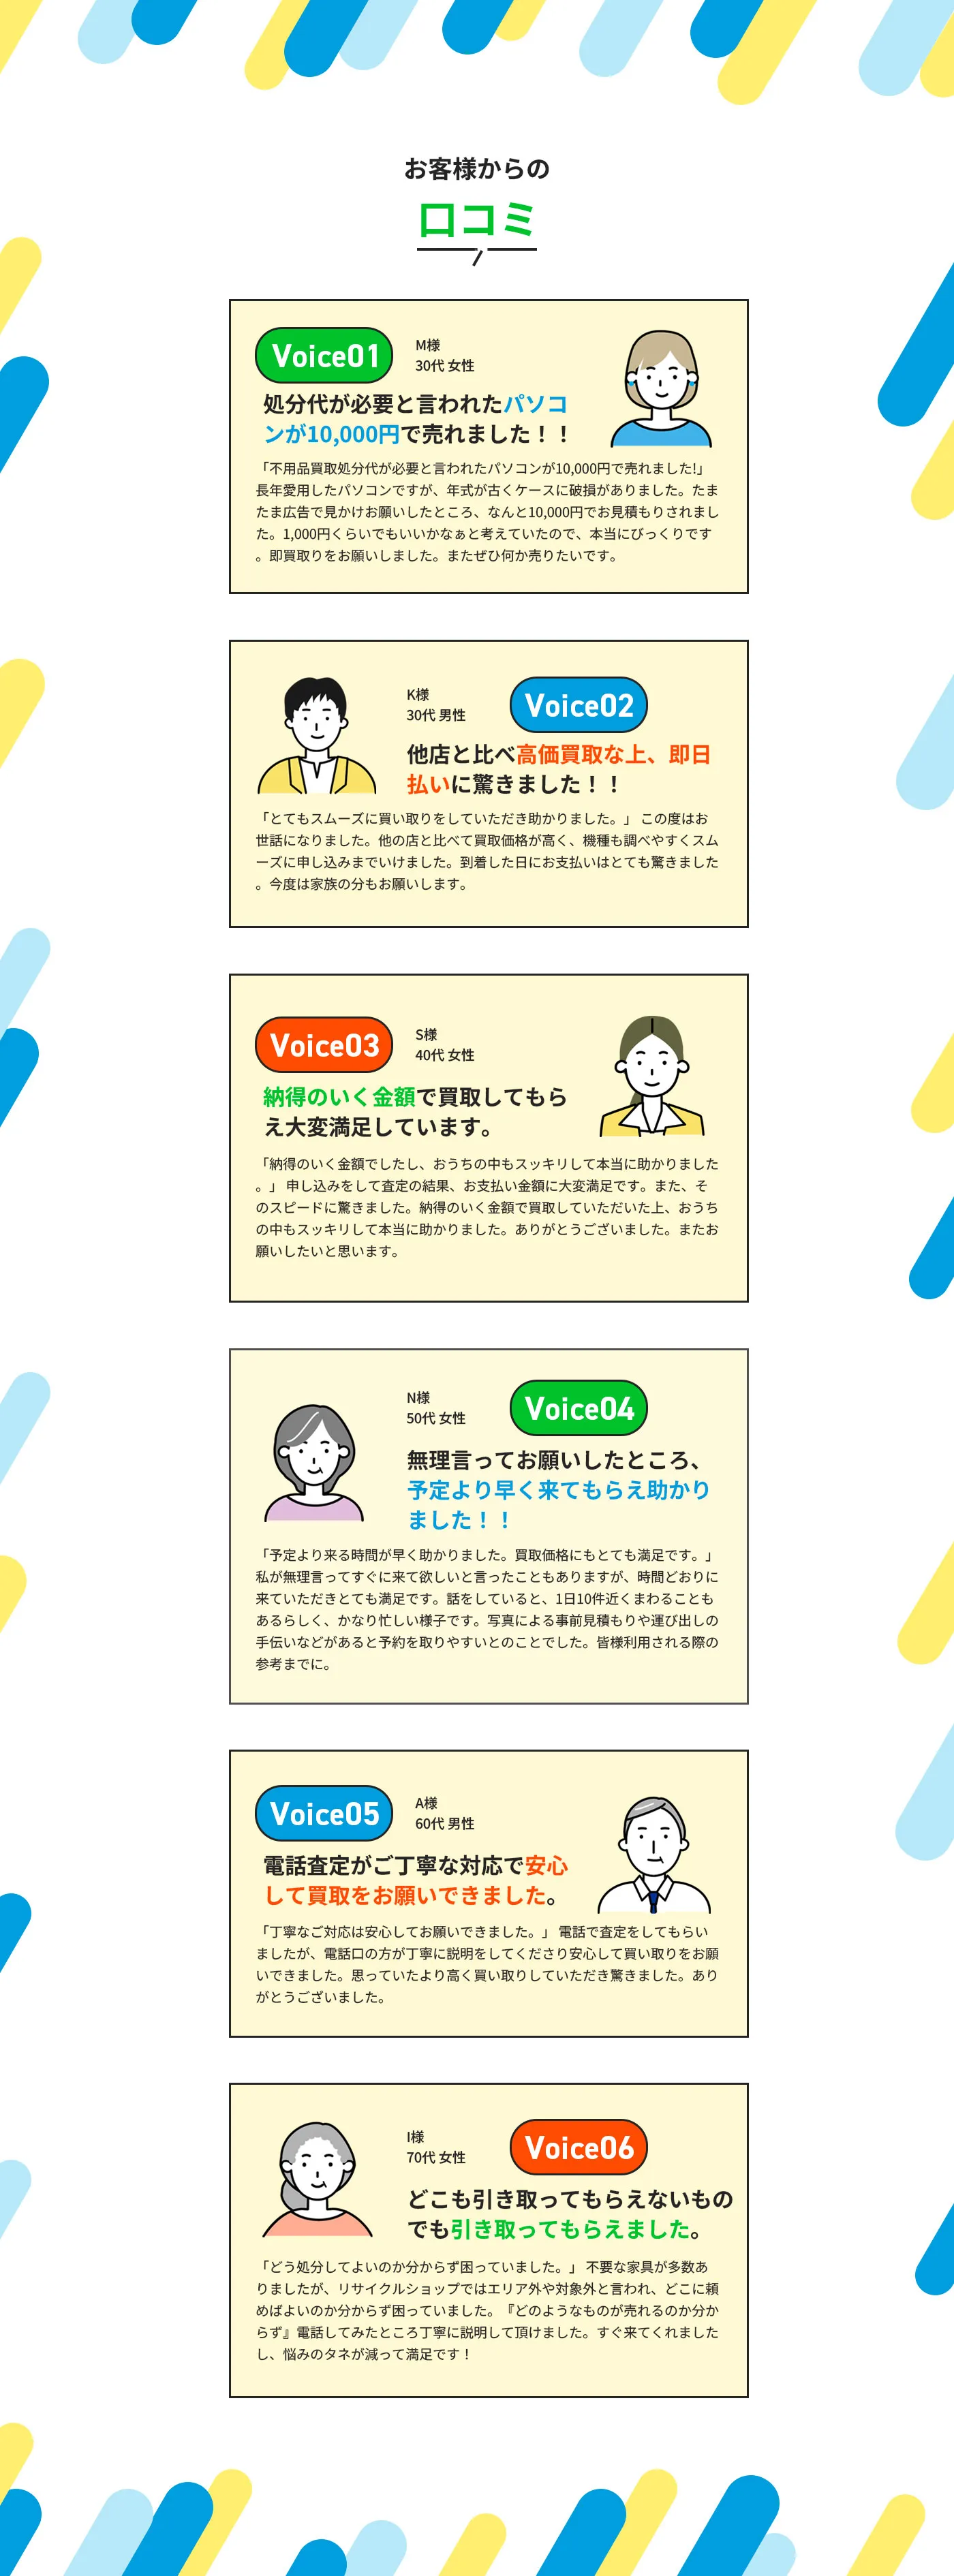 お客様からの
口コミ
Voice01
M様
30代 女性
処分代が必要と言われたパソコ
ンが10,000円で売れました！！
「不用品買取処分代が必要と言われたパソコンが10,000円で売れました!」
長年愛用したパソコンですが、年式が古くケースに破損がありました。たま
たま広告で見かけお願いしたところ、なんと10,000円でお見積もりされまし
た。1,000円くらいでもいいかなぁと考えていたので、本当にびっくりです
。即買取りをお願いしました。またぜひ何か売りたいです。
K様
30代 男性
Voice02
他店と比べ高価買取な上、即日
払いに驚きました！！
「とてもスムーズに買い取りをしていただき助かりました。」 この度はお
世話になりました。他の店と比べて買取価格が高く、機種も調べやすくスム
ーズに申し込みまでいけました。到着した日にお支払いはとても驚きました
。今度は家族の分もお願いします。
Voice03
S様
40代 女性
納得のいく金額で買取してもら
え大変満足しています。
「納得のいく金額でしたし、おうちの中もスッキリして本当に助かりました
。」 申し込みをして査定の結果、お支払い金額に大変満足です。また、そ
のスピードに驚きました。納得のいく金額で買取していただいた上、おうち
の中もスッキリして本当に助かりました。ありがとうございました。またお
願いしたいと思います。
N様
50代 女性
Voice04
無理言ってお願いしたところ、
予定より早く来てもらえ助かり
ました！！
「予定より来る時間が早く助かりました。買取価格にもとても満足です。」
私が無理言ってすぐに来て欲しいと言ったこともありますが、時間どおりに
来ていただきとても満足です。話をしていると、1日10件近くまわることも
あるらしく、かなり忙しい様子です。写真による事前見積もりや運び出しの
手伝いなどがあると予約を取りやすいとのことでした。皆様利用される際の
参考までに。
Voice05
A様
60代 男性
電話査定がご丁寧な対応で安心
して買取をお願いできました。
「丁寧なご対応は安心してお願いできました。」 電話で査定をしてもらい
ましたが、電話口の方が丁寧に説明をしてくださり安心して買い取りをお願
いできました。思っていたより高く買い取りしていただき驚きました。あり
がとうございました。
I様
70代 女性
Voice06
どこも引き取ってもらえないもの
でも引き取ってもらえました。
「どう処分してよいのか分からず困っていました。」 不要な家具が多数あ
りましたが、リサイクルショップではエリア外や対象外と言われ、どこに頼
めばよいのか分からず困っていました。『どのようなものが売れるのか分か
らず』電話してみたところ丁寧に説明して頂けました。すぐ来てくれました
し、悩みのタネが減って満足です！